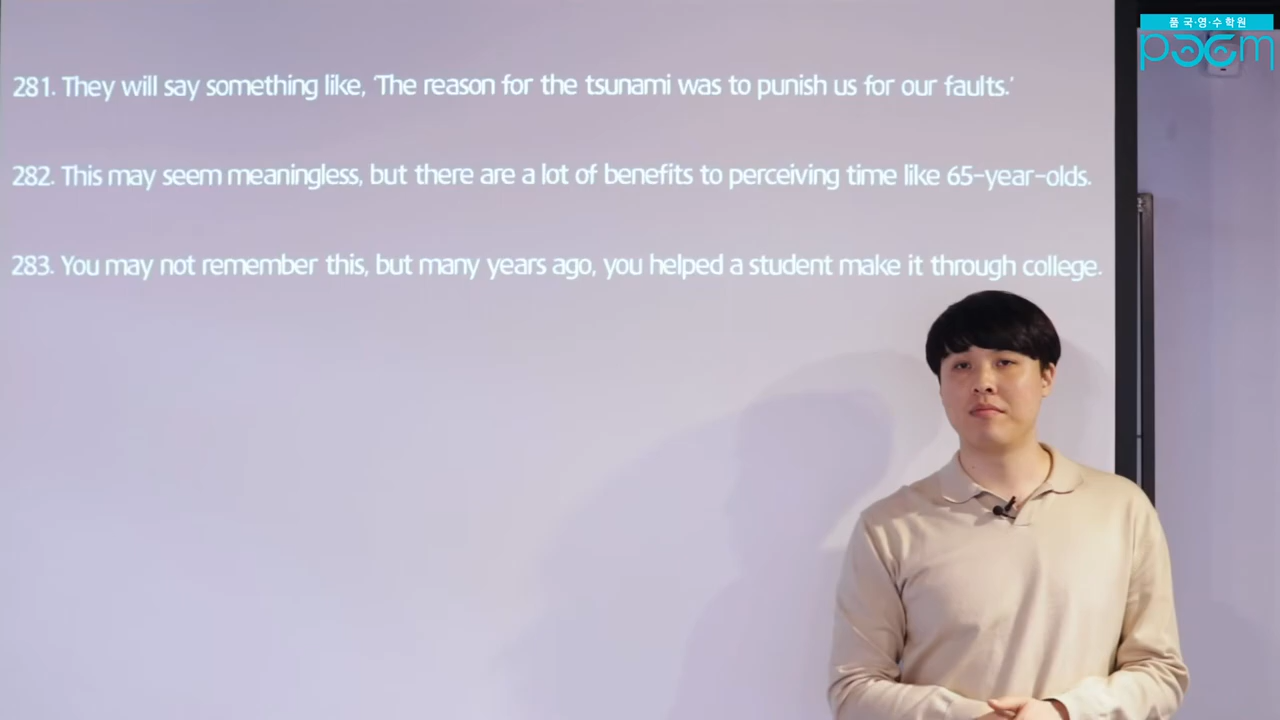 품 국·영·수 학원
poem
281. They will say something like, 'The reason for the tsunami was to punish us for our faults.'
282. This may seem meaningless, but there are a lot of benefits to perceiving time like 65-year-olds.
283. You may not remember this, but many years ago, you helped a student make it through college.